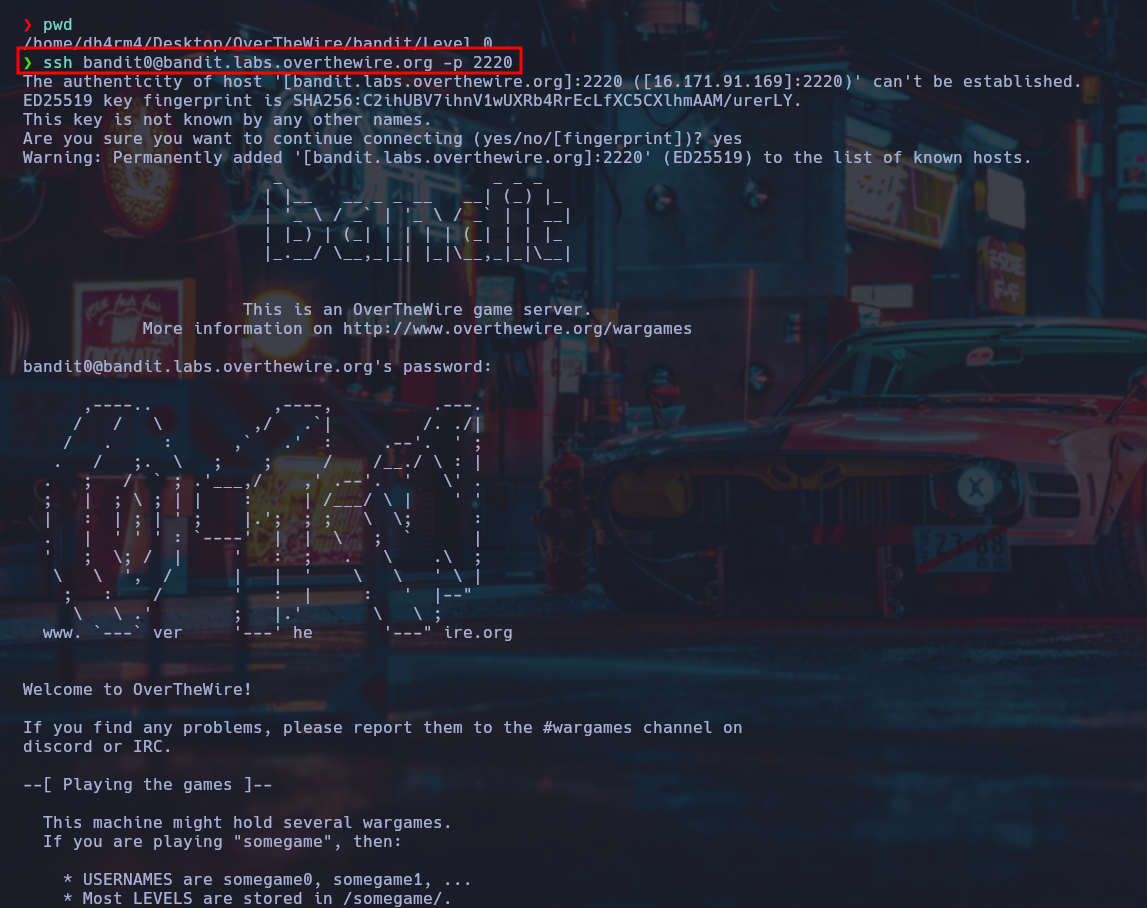 ❯ pwd
/home/dh4rm4/Desktop/OverTheWire/bandit/Level 0
❯ ssh bandit0@bandit.labs.overthewire.org -p 2220
The authenticity of host '[bandit.labs.overthewire.org]:2220 ([16.171.91.169]:2220)' can't be established.
ED25519 key fingerprint is SHA256:C2ihUBV7ihnV1wUXRb4RrEcLfXC5CXlhmAAM/urerLY.
This key is not known by any other names.
Are you sure you want to continue connecting (yes/no/[fingerprint])? yes
Warning: Permanently added '[bandit.labs.overthewire.org]:2220' (ED25519) to the list of known hosts.
This is an OverTheWire game server.
More information on http://www.overthewire.org/wargames
bandit0@bandit.labs.overthewire.org's password:
www. `---` ver '---' he '---" ire.org
Welcome to OverTheWire!
If you find any problems, please report them to the #wargames channel on
discord or IRC.
--[ Playing the games ]--
This machine might hold several wargames.
If you are playing "somegame", then:
* USERNAMES are somegame0, somegame1, ...
* Most LEVELS are stored in /somegame/.